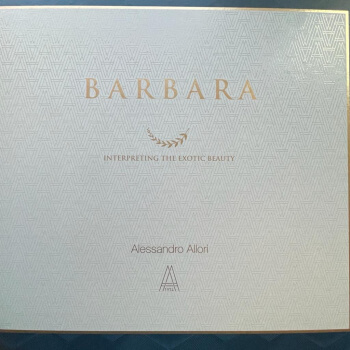 BARBARA
INTERPRETING THE EXOTIC BEAUTY
Alessandro Allori